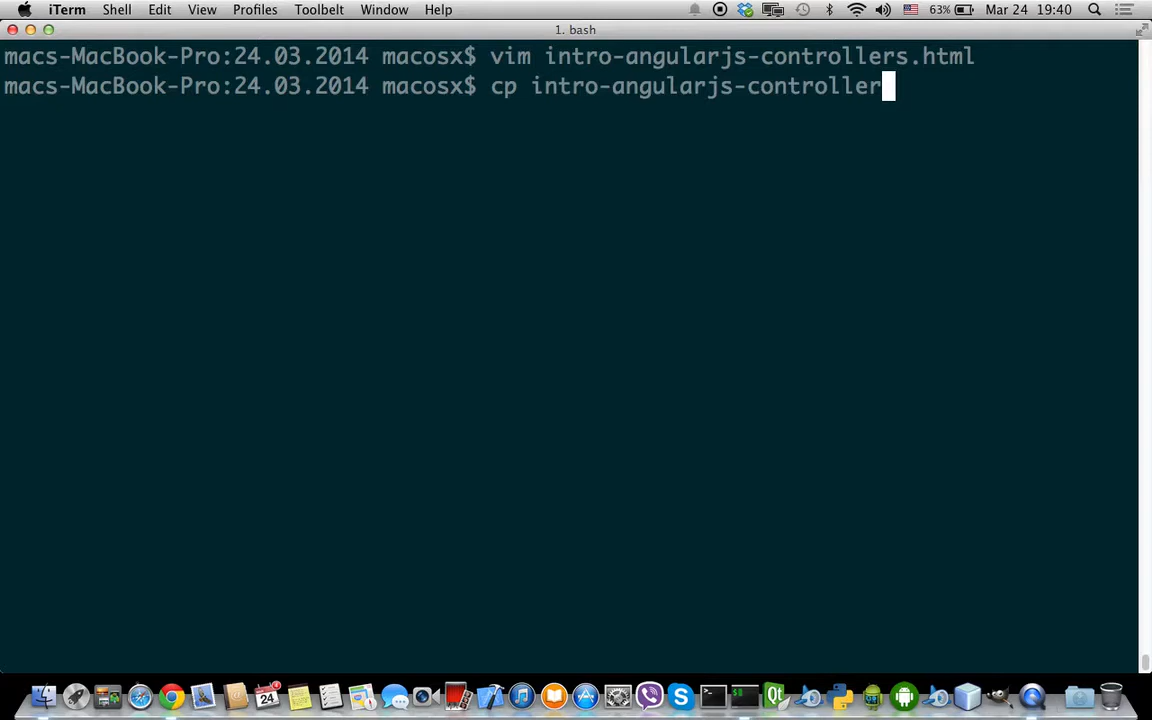 iTerm Shell Edit View Profiles Toolbelt Window Help 63% Mar 24 19:40
1. bash
macs-MacBook-Pro:24.03.2014 macosx$ vim intro-angularjs-controllers.html
macs-MacBook-Pro:24.03.2014 macosx$ cp intro-angularjs-controller
24
Qt